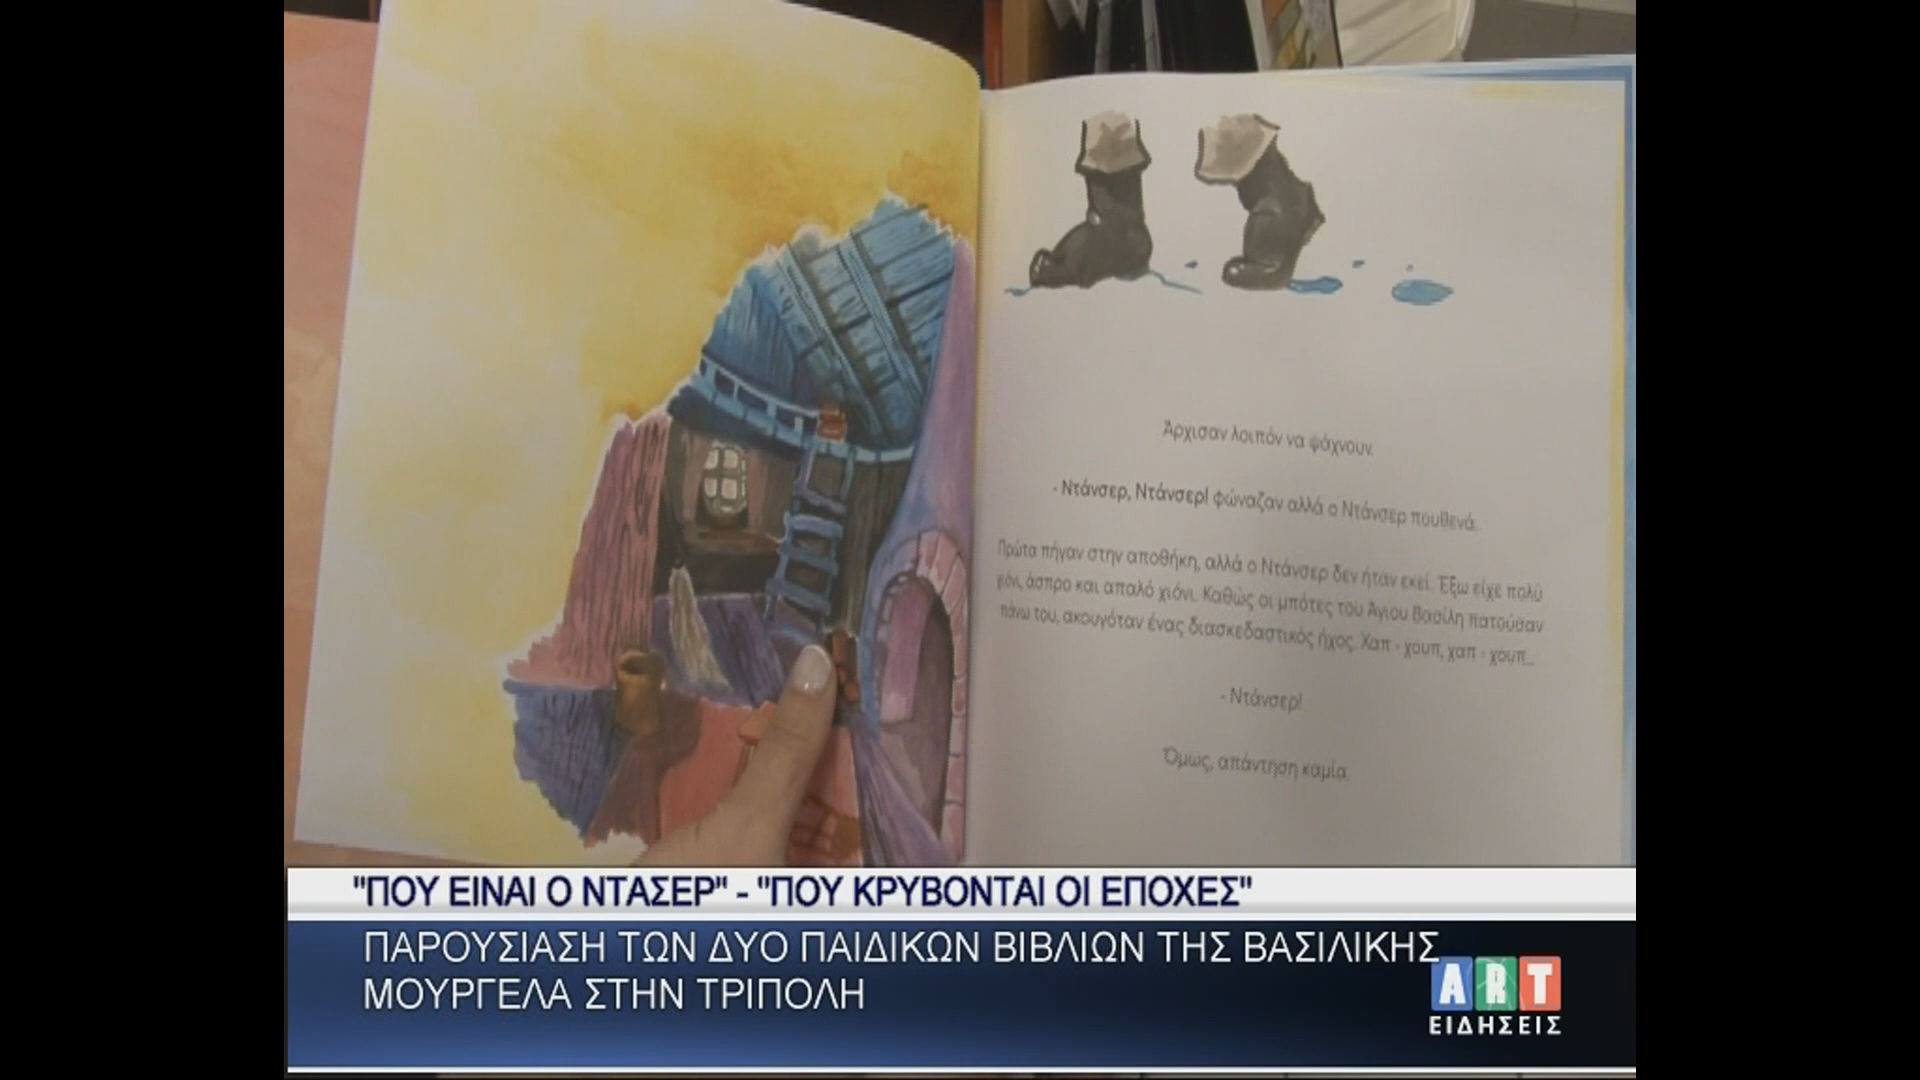 Άρχισαν λοιπόν να ψάχνουν.
- Ντάνσερ, Ντάνσερ! φώναζαν αλλά ο Ντάνσερ πουθενά.
Πρώτα πήγαν στην αποθήκη, αλλά ο Ντάνσερ δεν ήταν εκεί. Έξω είχε πολύ
χιόνι, άσπρο και απαλό χιόνι. Καθώς οι μπότες του Άγιου Βασίλη πατούσαν
πάνω του, ακουγόταν ένας διασκεδαστικός ήχος. Χαπ - χουπ, χαπ - χουπ...
- Ντάνσερ!
Όμως, απάντηση καμία.
"ΠΟΥ ΕΙΝΑΙ Ο ΝΤΑΣΕΡ" - "ΠΟΥ ΚΡΥΒΟΝΤΑΙ ΟΙ ΕΠΟΧΕΣ"
ΠΑΡΟΥΣΙΑΣΗ ΤΩΝ ΔΥΟ ΠΑΙΔΙΚΩΝ ΒΙΒΛΙΩΝ ΤΗΣ ΒΑΣΙΛΙΚΗΣ
ΜΟΥΡΓΕΛΑ ΣΤΗΝ ΤΡΙΠΟΛΗ
ART
ΕΙΔΗΣΕΙΣ